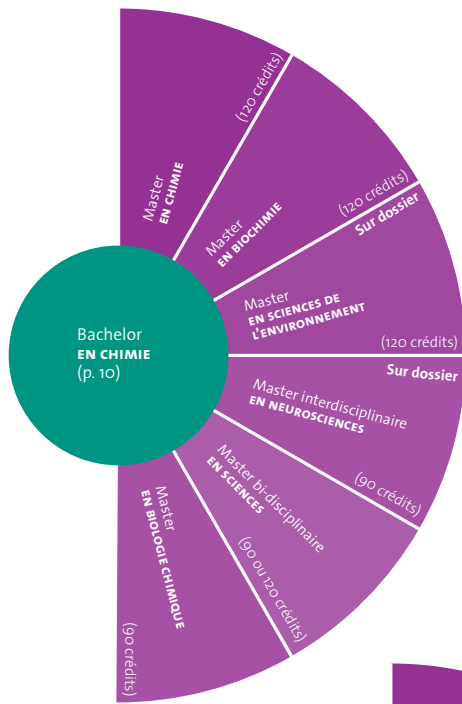 Master
EN CHIMIE
(120 crédits)
Master
EN BIOCHIMIE
(120 crédits)
Sur dossier
Master
EN SCIENCES DE
L'ENVIRONNEMENT
(120 crédits)
Bachelor
EN CHIMIE
(p. 10)
Sur dossier
Master interdisciplinaire
EN NEUROSCIENCES
(90 crédits)
Master bi-disciplinaire
EN SCIENCES
(90 ou 120 crédits)
Master
EN BIOLOGIE CHIMIQUE
(90 crédits)